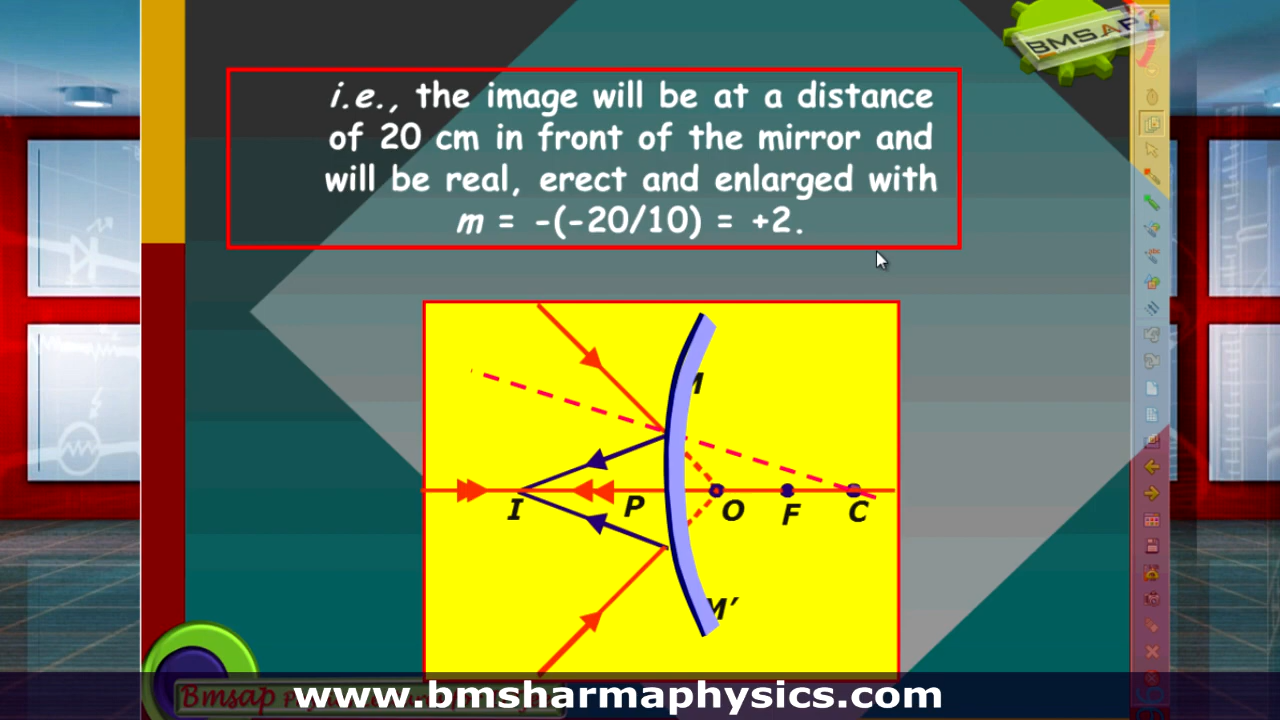 BMSAP
i.e., the image will be at a distance
of 20 cm in front of the mirror and
will be real, erect and enlarged with
m = -(-20/10) = +2.
M
I
P
O
F
C
M′
Bmsap
www.bmsharmaphysics.com